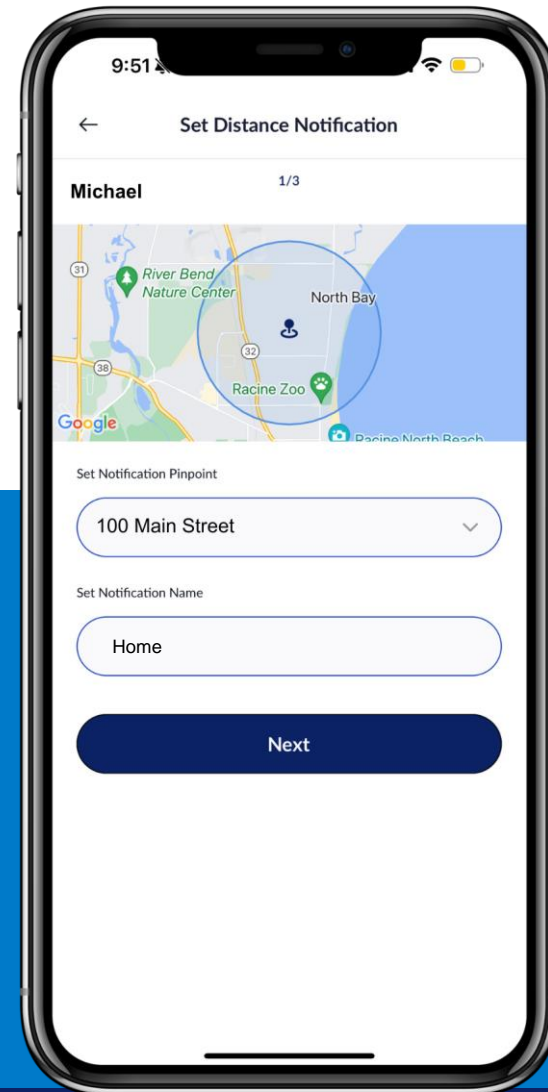 9:51
Set Distance Notification
Michael
1/3
31
River Bend
Nature Center
North Bay
32
38
Racine Zoo
Google
Racine North Beach
Set Notification Pinpoint
100 Main Street
Set Notification Name
Home
Next